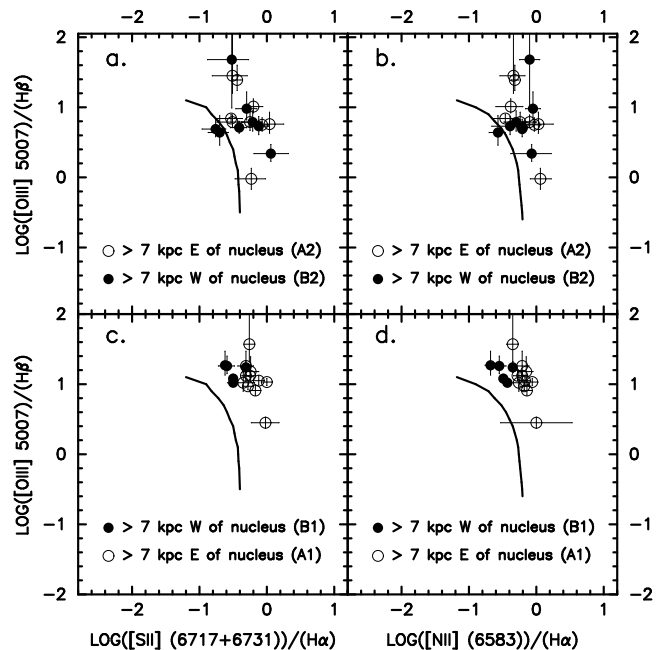 −2 −1 0 1 −2 −1 0 1
2 a. b. 2
1 1
0 0
−1 −1
LOG([OIII] 5007)/(Hβ)
○ > 7 kpc E of nucleus (A2) ○ > 7 kpc E of nucleus (A2)
● > 7 kpc W of nucleus (B2) ● > 7 kpc W of nucleus (B2)
2 c. d. 2
1 1
0 0
−1 −1
−2 −2
LOG([OIII] 5007)/(Hβ)
● > 7 kpc W of nucleus (B1) ● > 7 kpc W of nucleus (B1)
○ > 7 kpc E of nucleus (A1) ○ > 7 kpc E of nucleus (A1)
−2 −1 0 1 −2 −1 0 1
LOG([SII] (6717+6731))/(Hα) LOG([NII] (6583))/(Hα)